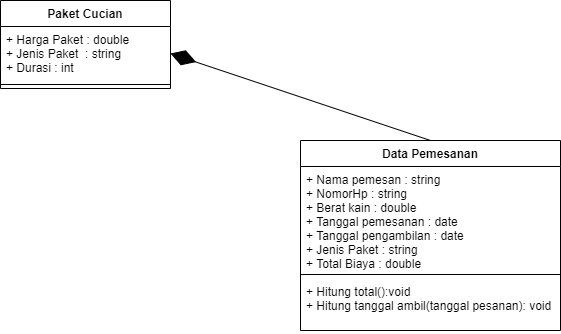 Paket Cucian
+ Harga Paket : double
+ Jenis Paket  : string
+ Durasi : int
Data Pemesanan
+ Nama pemesan : string
+ NomorHp : string
+ Berat kain : double
+ Tanggal pemesanan : date
+ Tanggal pengambilan : date
+ Jenis Paket : string
+ Total Biaya : double
+ Hitung total():void
+ Hitung tanggal ambil(tanggal pesanan): void